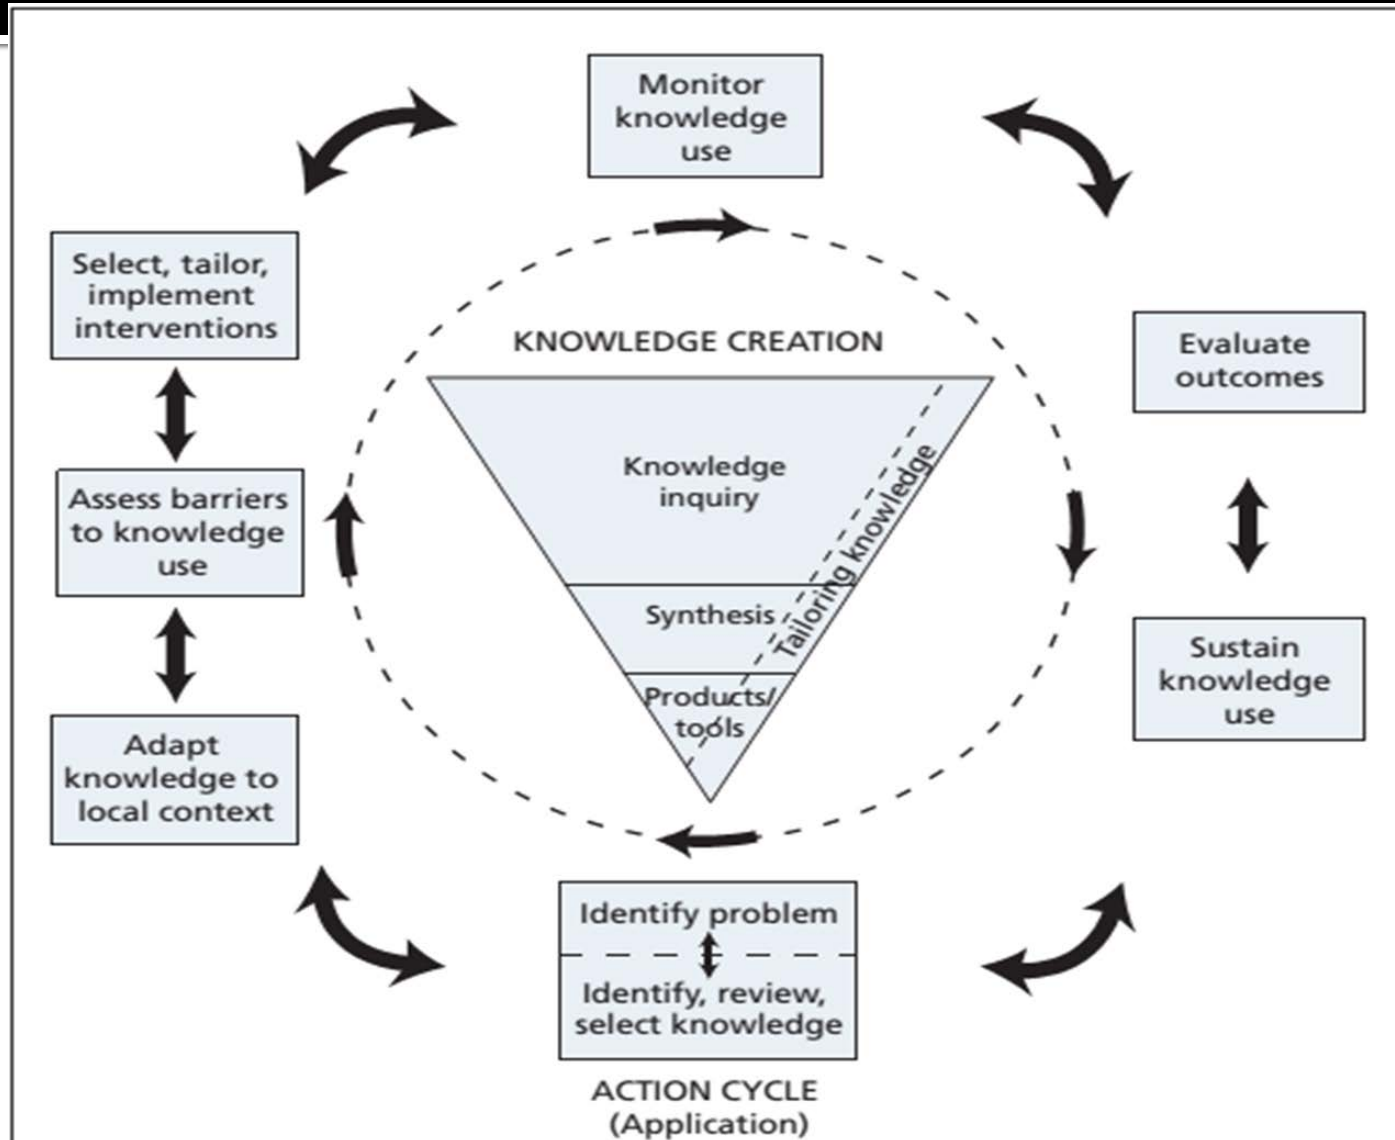 Monitor
knowledge
use
Select, tailor,
implement
interventions
Evaluate
outcomes
KNOWLEDGE CREATION
Knowledge
inquiry
Tailoring knowledge
Assess barriers
to knowledge
use
Synthesis
Products/
tools
Sustain
knowledge
use
Adapt
knowledge to
local context
Identify problem
Identify, review,
select knowledge
ACTION CYCLE
(Application)